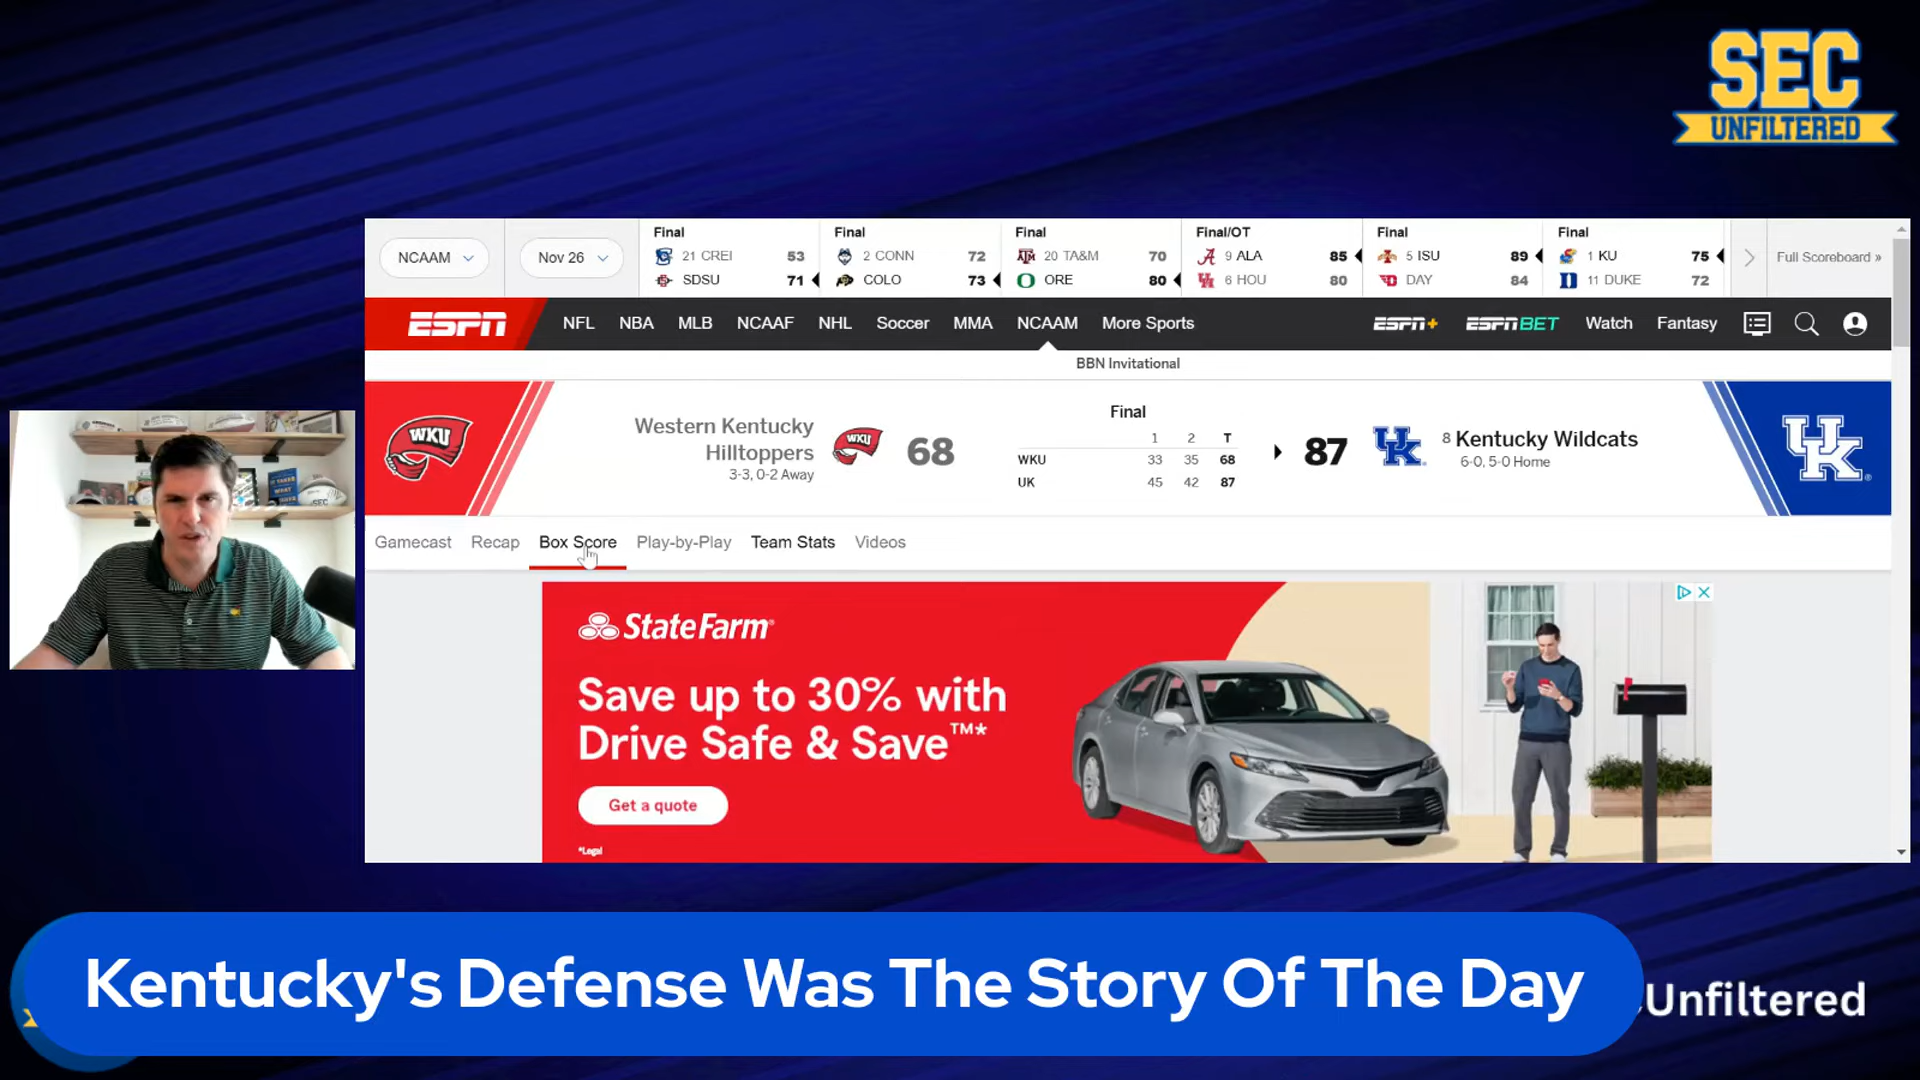 SEC
UNFILTERED
NCAAM
Nov 26
Final
21 CREI 53
SDSU 71
Final
2 CONN 72
COLO 73
Final
20 TA&M 70
ORE 80
Final/OT
9 ALA 85
6 HOU 80
Final
5 ISU 89
DAY 84
Final
1 KU 75
11 DUKE 72
Full Scoreboard »
ESPN NFL NBA MLB NCAAF NHL Soccer MMA NCAAM More Sports ESPN+ ESPN BET Watch Fantasy
BBN Invitational
WKU
Western Kentucky
Hilltoppers
3-3, 0-2 Away
WKU
68
Final
1 2 T
WKU 33 35 68
UK 45 42 87
87
UK
8 Kentucky Wildcats
6-0, 5-0 Home
UK
Gamecast Recap Box Score Play-by-Play Team Stats Videos
StateFarm®
Save up to 30% with
Drive Safe & Save™*
Get a quote
*Legal
Kentucky's Defense Was The Story Of The Day
Unfiltered